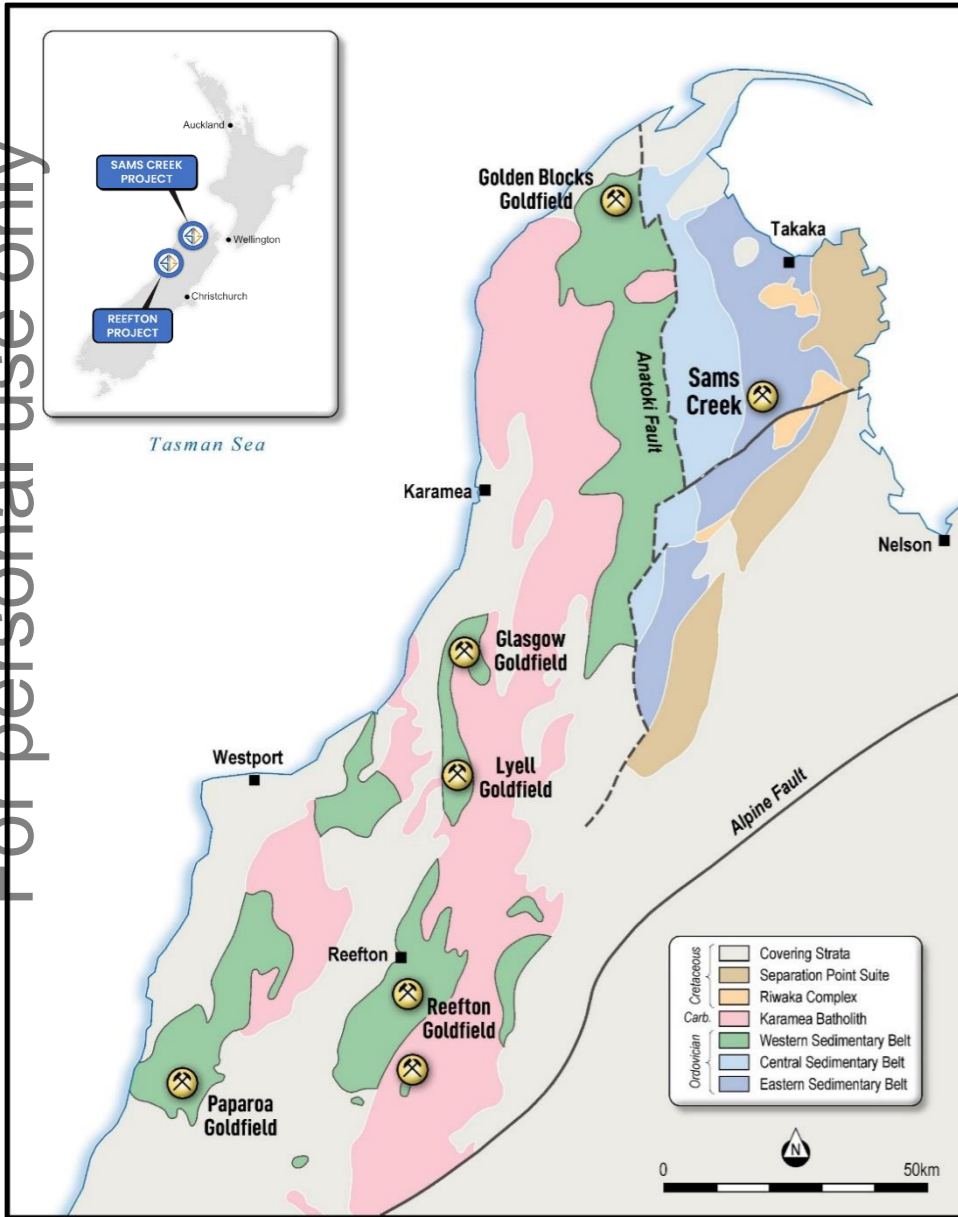 For personal use only
Auckland
SAMS CREEK
PROJECT
Wellington
Christchurch
REEFTON
PROJECT
Tasman Sea
Golden Blocks
Goldfield
Takaka
Anatoki Fault
Sams
Creek
Karamea
Nelson
Glasgow
Goldfield
Westport
Lyell
Goldfield
Alpine Fault
Reefton
Reefton
Goldfield
Paparoa
Goldfield
Cretaceous
Covering Strata
Separation Point Suite
Riwaka Complex
Carb.
Karamea Batholith
Ordovician
Western Sedimentary Belt
Central Sedimentary Belt
Eastern Sedimentary Belt
N
0
50km